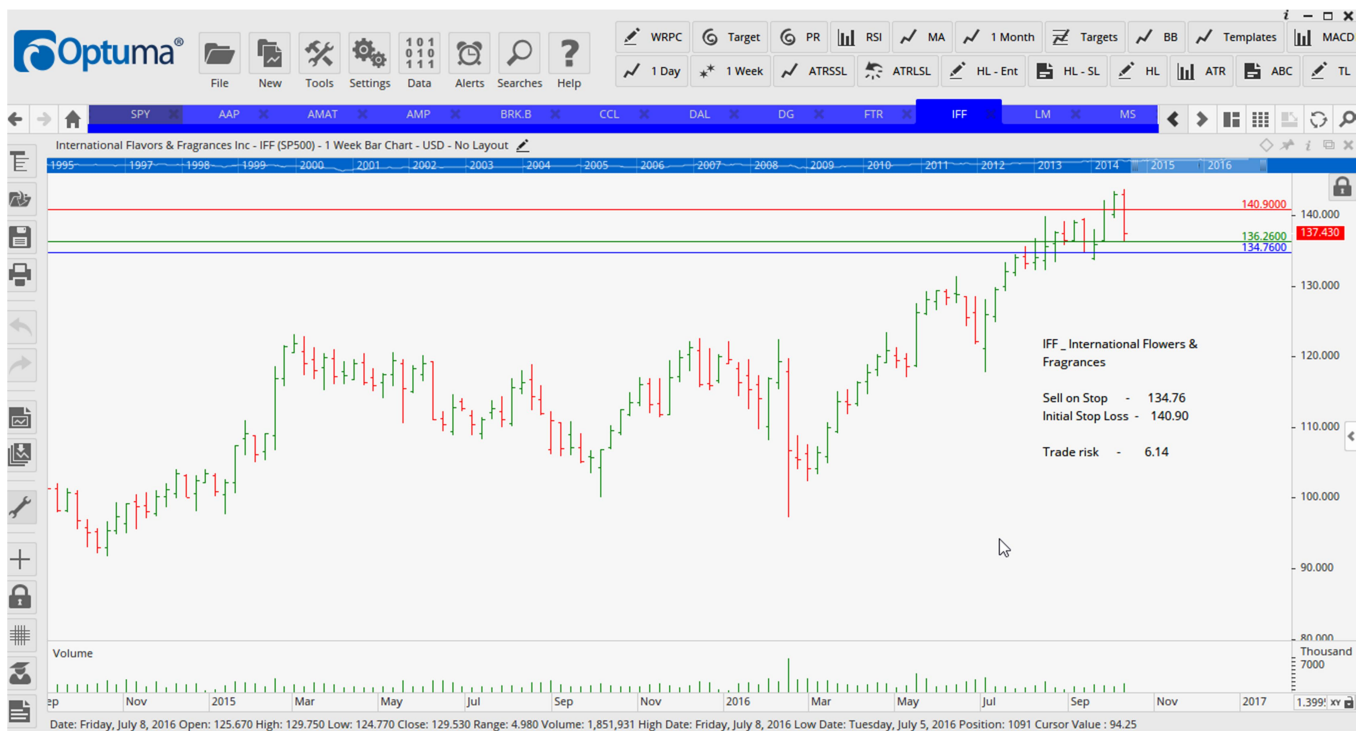 i
Optuma®
File New Tools Settings Data Alerts Searches Help
101
010
111
WRPC Target PR RSI MA 1 Month Targets BB Templates MACD
1 Day 1 Week ATRSSL ATRLSL HL - Ent HL - SL HL ATR ABC TL
SPY AAP AMAT AMP BRK.B CCL DAL DG FTR IFF LM MS
International Flavors & Fragrances Inc - IFF (SP500) - 1 Week Bar Chart - USD - No Layout
1995 1997 1998 1999 2000 2001 2002 2003 2004 2005 2006 2007 2008 2009 2010 2011 2012 2013 2014 2015 2016
140.9000
140.000
136.2600
137.430
134.7600
130.000
IFF _ International Flowers &
Fragrances
120.000
Sell on Stop - 134.76
Initial Stop Loss - 140.90
110.000
Trade risk - 6.14
100.000
90.000
80.000
Volume
Thousand
7000
ep Nov 2015 Mar May Jul Sep Nov 2016 Mar May Jul Sep Nov 2017 XY
Date: Friday, July 8, 2016 Open: 125.670 High: 129.750 Low: 124.770 Close: 129.530 Range: 4.980 Volume: 1,851,931 High Date: Friday, July 8, 2016 Low Date: Tuesday, July 5, 2016 Position: 1091 Cursor Value : 94.25